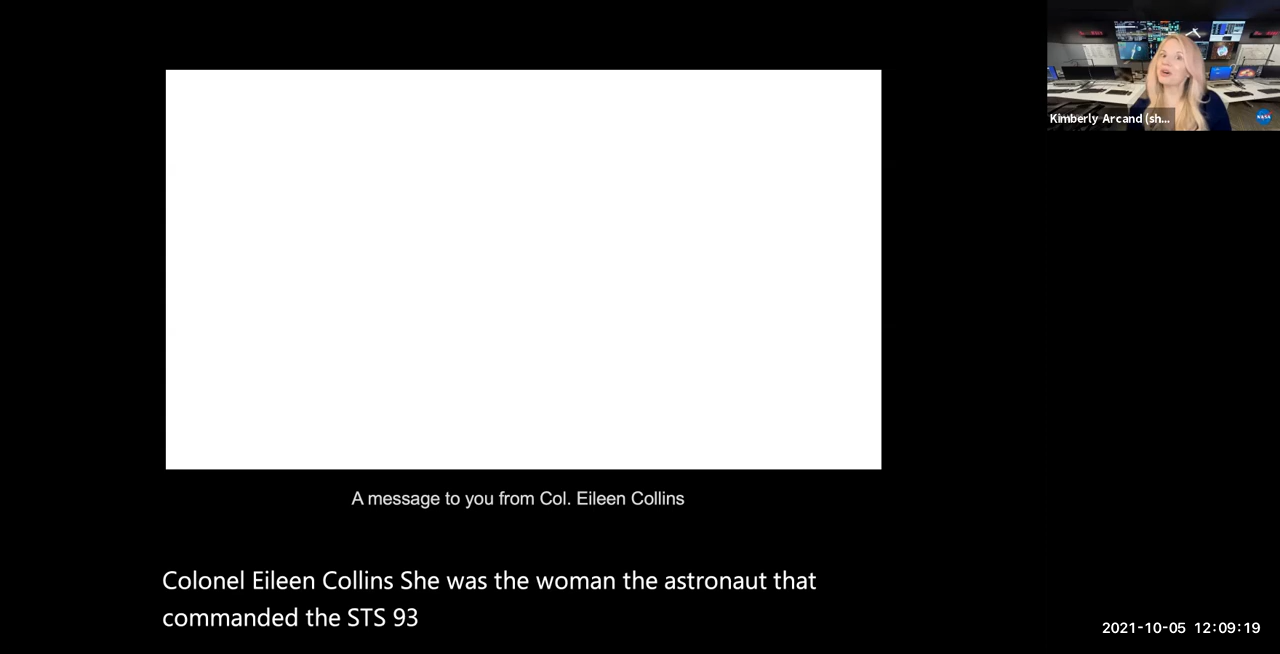 Kimberly Arcand (sh...
NASA
A message to you from Col. Eileen Collins
Colonel Eileen Collins She was the woman the astronaut that
commanded the STS 93
2021-10-05 12:09:19